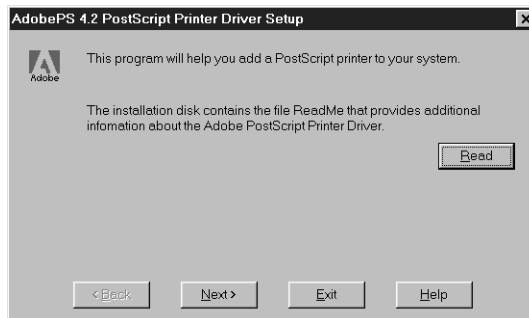 AdobePS 4.2 PostScript Printer Driver Setup
Adobe
This program will help you add a PostScript printer to your system.
The installation disk contains the file ReadMe that provides additional
infomation about the Adobe PostScript Printer Driver.
Read
< Back Next > Exit Help